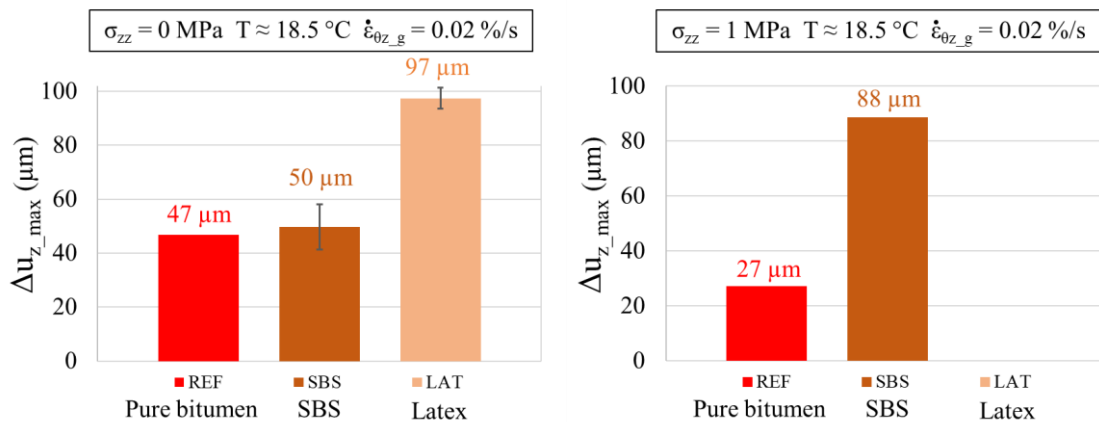 σzz = 0 MPa T ≈ 18.5 °C ε̇θz_g = 0.02 %/s
97 µm
50 µm
47 µm
Δuz_max (µm)
100
80
60
40
20
0
REF SBS LAT
Pure bitumen SBS Latex
σzz = 1 MPa T ≈ 18.5 °C ε̇θz_g = 0.02 %/s
88 µm
27 µm
Δuz_max (µm)
100
80
60
40
20
0
REF SBS LAT
Pure bitumen SBS Latex